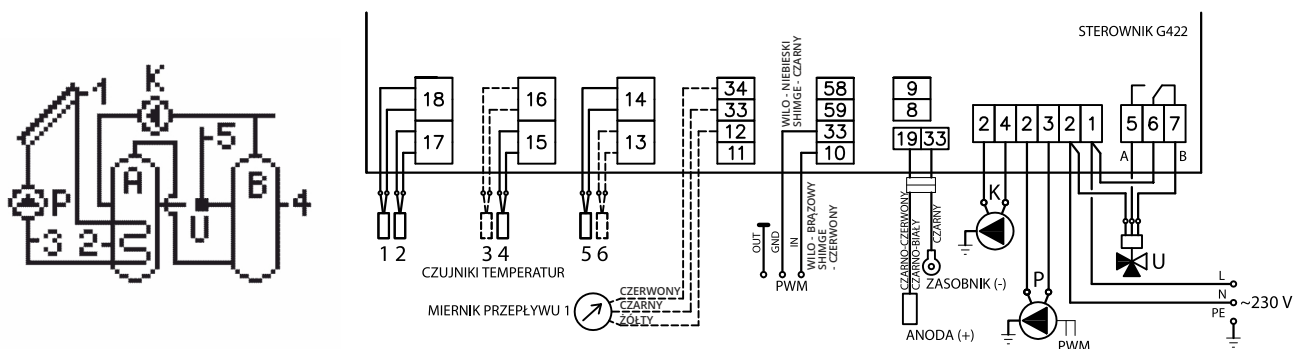 K
1
5
A
B
P
U
4
3
2
STEROWNIK G422
18
17
16
15
14
13
34
33
12
11
WILO - NIEBIESKI
SHIMGE - CZARNY
58
59
33
10
9
8
19 33
2 4 2 3 2 1
5 6 7
A
B
1 2
3 4
5 6
CZUJNIKI TEMPERATUR
MIERNIK PRZEPŁYWU 1
CZERWONY
CZARNY
ŻÓŁTY
OUT
GND
IN
PWM
WILO - BRĄZOWY
SHIMGE
- CZERWONY
CZARNO-CZERWONY
CZARNO-BIAŁY
CZARNY
ZASOBNIK (-)
ANODA (+)
K
P
PWM
U
L
N
PE
~230 V